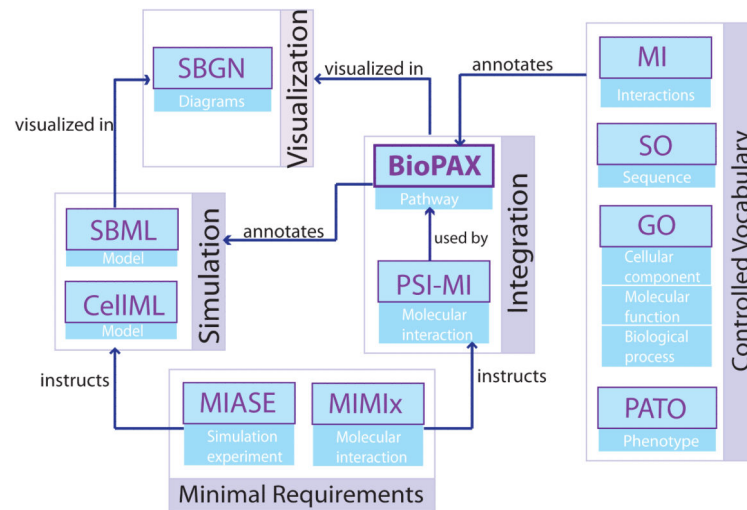 SBGN
Diagrams
Visualization
visualized in
visualized in
annotates
MI
Interactions
SO
Sequence
GO
Cellular
component
Molecular
function
Biological
process
PATO
Phenotype
Controlled Vocabulary
BioPAX
Pathway
used by
PSI-MI
Molecular
interaction
Integration
annotates
SBML
Model
CellML
Model
Simulation
instructs
instructs
MIASE
Simulation
experiment
MIMIx
Molecular
interaction
Minimal Requirements